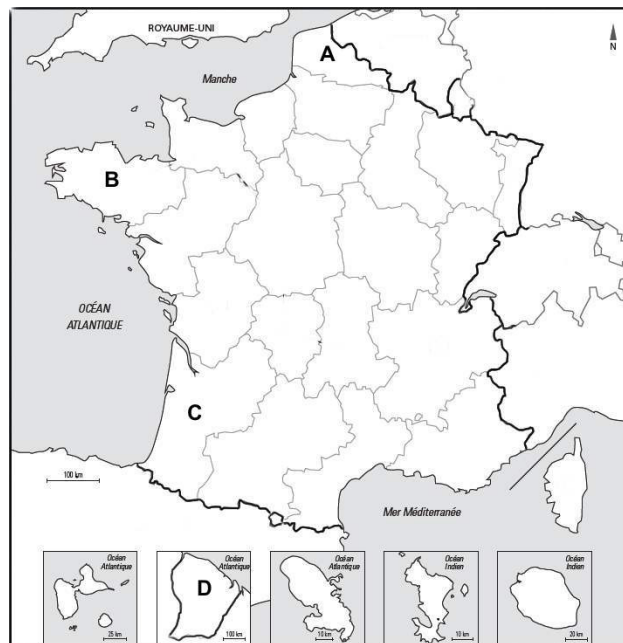 ROYAUME-UNI
A
N
Manche
B
OCÉAN
ATLANTIQUE
C
100 km
Mer Méditerranée
Océan
Atlantique
25 km
Océan
Atlantique
D
100 km
Océan
Atlantique
10 km
Océan
Indien
10 km
Océan
Indien
20 km